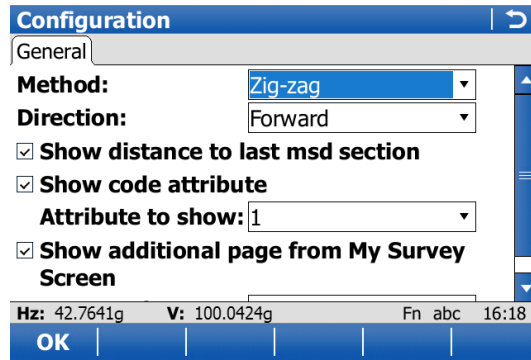 Configuration
General
Method: Zig-zag
Direction: Forward
Show distance to last msd section
Show code attribute
Attribute to show: 1
Show additional page from My Survey
Screen
Hz: 42.7641g V: 100.0424g Fn abc 16:18
OK